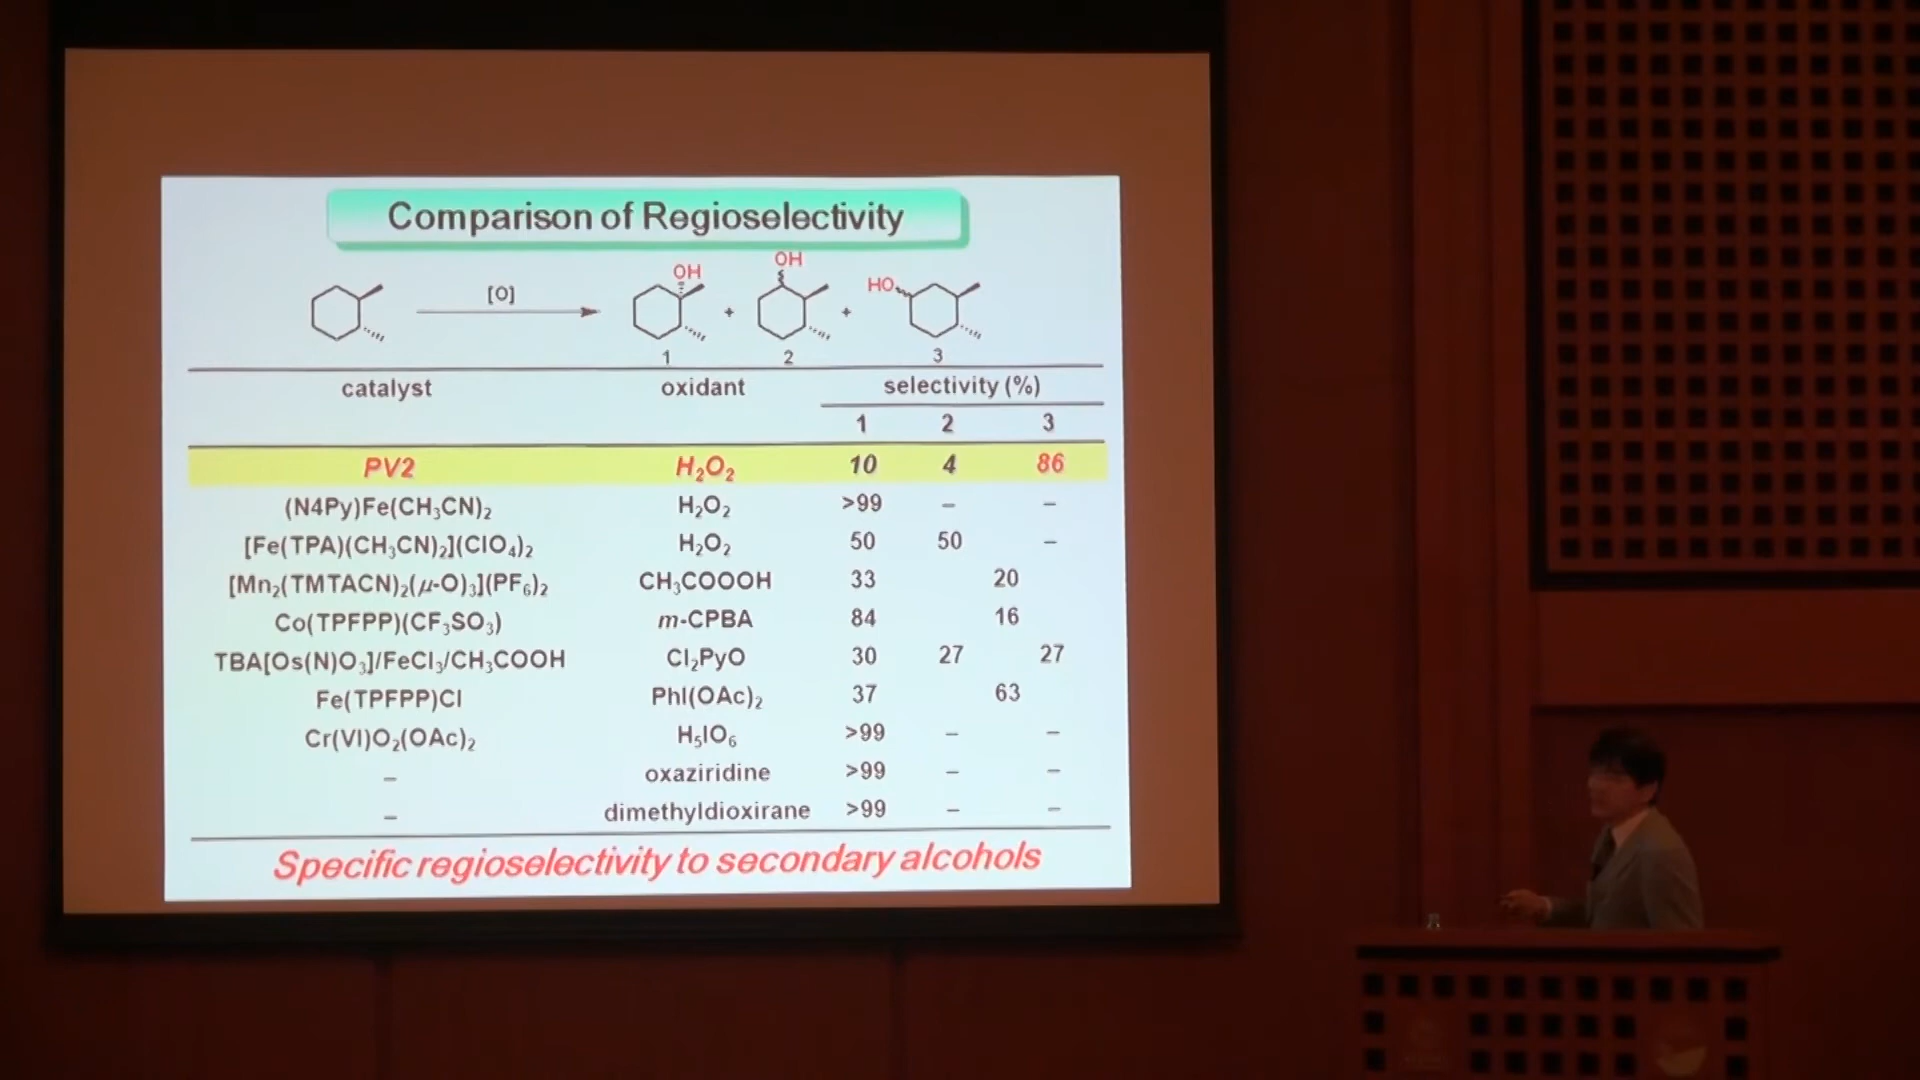 Comparison of Regioselectivity
[O]
OH
OH
HO
+
+
1 2 3
catalyst oxidant selectivity (%)
1 2 3
PV2 H₂O₂ 10 4 86
(N4Py)Fe(CH₃CN)₂ H₂O₂ >99 – –
[Fe(TPA)(CH₃CN)₂](ClO₄)₂ H₂O₂ 50 50 –
[Mn₂(TMTACN)₂(μ-O)₃](PF₆)₂ CH₃COOOH 33 20
Co(TPFPP)(CF₃SO₃) m-CPBA 84 16
TBA[Os(N)O₃]/FeCl₃/CH₃COOH Cl₂PyO 30 27 27
Fe(TPFPP)Cl PhI(OAc)₂ 37 63
Cr(VI)O₂(OAc)₂ H₅IO₆ >99 – –
– oxaziridine >99 – –
– dimethyldioxirane >99 – –
Specific regioselectivity to secondary alcohols